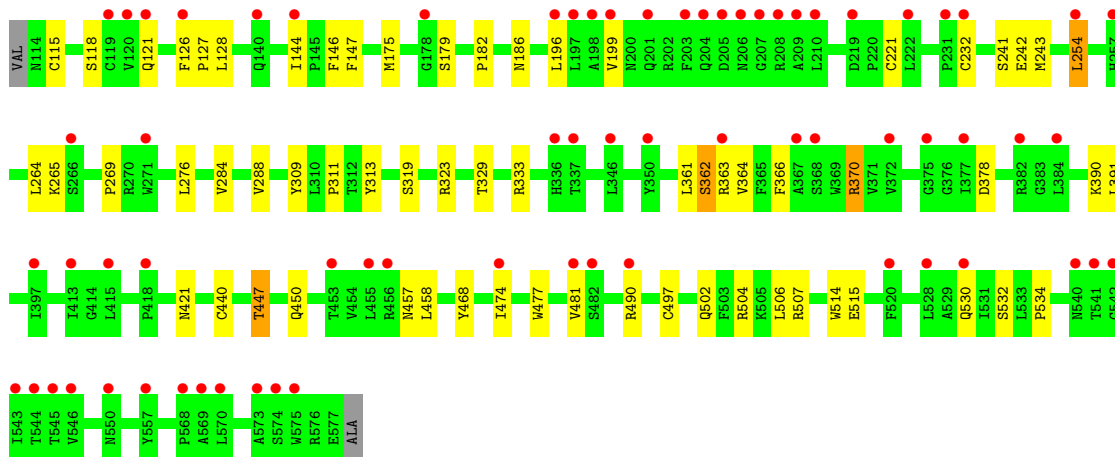 VAL N114 C115 S118 C119 V120 Q121 F126 P127 L128 Q140 I144 P145 F146 F147 M175 G178 S179 P182 N186 L196 L197 A198 V199 N200 Q201 R202 F203 Q204 D205 N206 G207 R208 A209 L210 D219 P220 C221 L222 P231 C232 S241 E242 M243 L254 H257
L264 K265 S266 P269 R270 W271 L276 V284 V288 Y309 L310 P311 T312 Y313 S319 R323 T329 R333 H336 T337 L346 Y350 L361 S362 R363 V364 F365 F366 A367 S368 W369 R370 V371 V372 G375 G376 I377 D378 R382 G383 L384 K390 L391
I397 I413 G414 L415 P418 N421 C440 T447 Q450 T453 V454 L455 R456 N457 L458 Y468 I474 W477 V481 S482 R490 C497 Q502 F503 R504 K505 L506 R507 W514 E515 F520 L528 A529 Q530 I531 S532 L533 P534 N540 T541 G542
I543 T544 T545 V546 N550 Y557 P568 A569 L570 A573 S574 W575 R576 E577 ALA